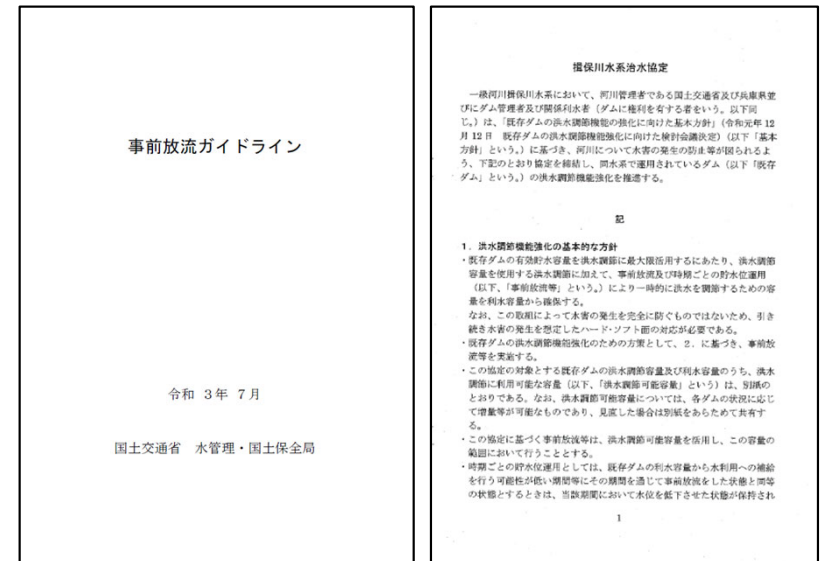 事前放流ガイドライン
令和 3年 7月
国土交通省 水管理・国土保全局
揖保川水系治水協定
一級河川揖保川水系において、河川管理者である国土交通省及び兵庫県並
びにダム管理者及び関係利水者（ダムに権利を有する者をいう。以下同
じ。）は、「既存ダムの洪水調節機能の強化に向けた基本方針」（令和元年12
月12日 既存ダムの洪水調節機能強化に向けた検討会議決定）（以下「基本
方針」という。）に基づき、河川について水害の発生の防止等が図られるよ
う、下記のとおり協定を締結し、同水系で運用されているダム（以下「既存
ダム」という。）の洪水調節機能強化を推進する。
記
1．洪水調節機能強化の基本的な方針
・既存ダムの有効貯水容量を洪水調節に最大限活用するにあたり、洪水調節
容量を使用する洪水調節に加えて、事前放流及び時期ごとの貯水位運用
（以下、「事前放流等」という。）により一時的に洪水を調節するための容
量を利水容量から確保する。
なお、この取組によって水害の発生を完全に防ぐものではないため、引き
続き水害の発生を想定したハード・ソフト面の対応が必要である。
・既存ダムの洪水調節機能強化のための方策として、2．に基づき、事前放
流等を実施する。
・この協定の対象とする既存ダムの洪水調節容量及び利水容量のうち、洪水
調節に利用可能な容量（以下、「洪水調節可能容量」という）は、別紙の
とおりである。なお、洪水調節可能容量については、各ダムの状況に応じ
て増量等が可能なものであり、見直した場合は別紙をあらためて共有す
る。
・この協定に基づく事前放流等は、洪水調節可能容量を活用し、この容量の
範囲において行うこととする。
・時期ごとの貯水位運用としては、既存ダムの利水容量から水利用への補給
を行う可能性が低い期間等にその期間を通じて事前放流をした状態と同等
の状態とするときは、当該期間において水位を低下させた状態が保持され
1